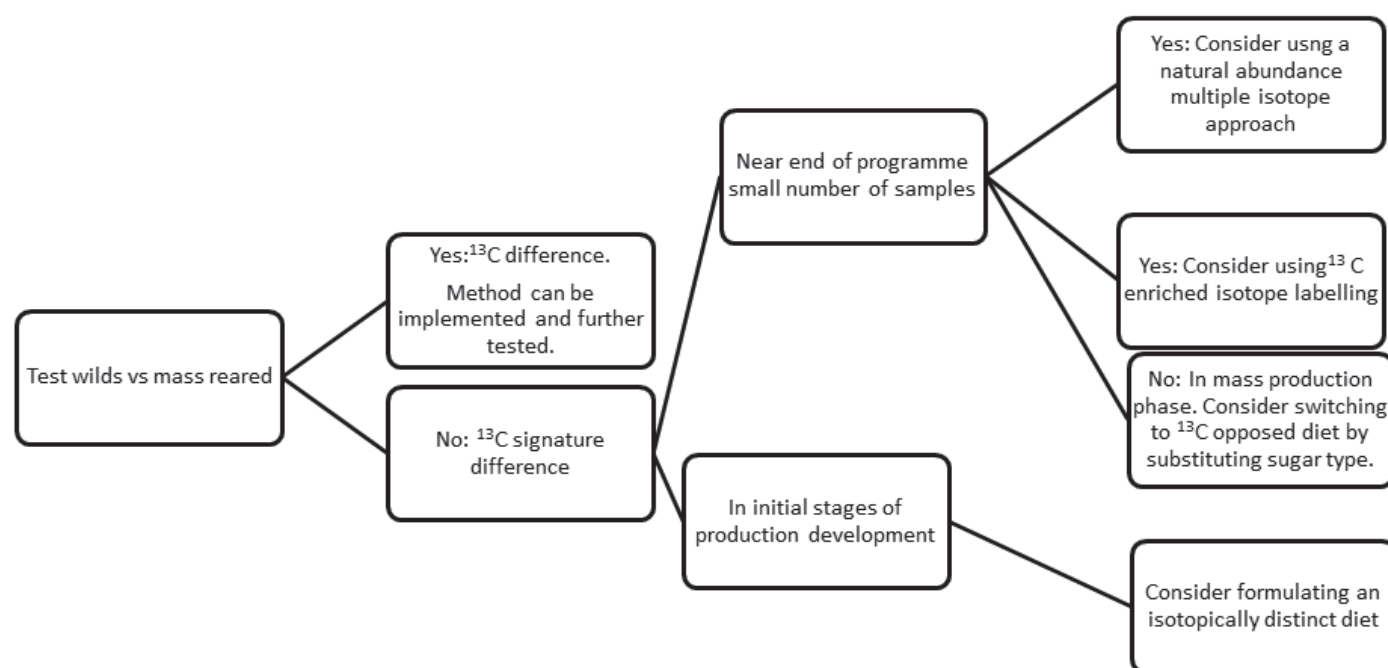 Test wilds vs mass reared
Yes:¹³C difference.
Method can be
implemented and further
tested.
No: ¹³C signature
difference
Near end of programme
small number of samples
In initial stages of
production development
Yes: Consider usng a
natural abundance
multiple isotope
approach
Yes: Consider using¹³ C
enriched isotope labelling
No: In mass production
phase. Consider switching
to ¹³C opposed diet by
substituting sugar type.
Consider formulating an
isotopically distinct diet